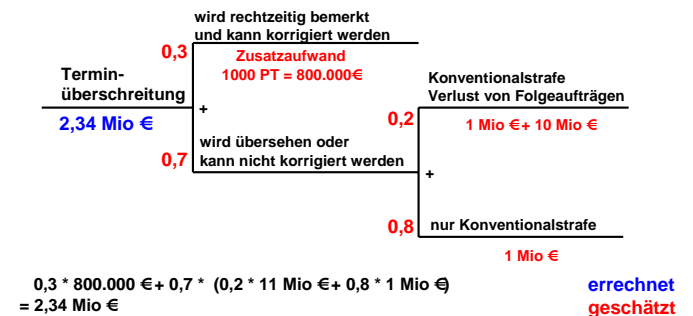 wird rechtzeitig bemerkt
und kann korrigiert werden
0,3
Zusatzaufwand
1000 PT = 800.000€
Termin-
überschreitung
2,34 Mio €
+
0,7
wird übersehen oder
kann nicht korrigiert werden
Konventionalstrafe
Verlust von Folgeaufträgen
0,2
1 Mio € + 10 Mio €
+
0,8
nur Konventionalstrafe
1 Mio €
0,3 * 800.000 € + 0,7 * (0,2 * 11 Mio € + 0,8 * 1 Mio €)
= 2,34 Mio €
errechnet
geschätzt